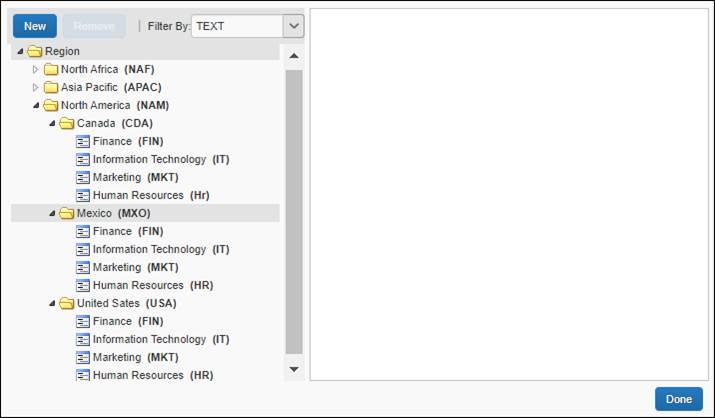 New Remove | Filter By: TEXT
Region
North Africa (NAF)
Asia Pacific (APAC)
North America (NAM)
Canada (CDA)
Finance (FIN)
Information Technology (IT)
Marketing (MKT)
Human Resources (Hr)
Mexico (MXO)
Finance (FIN)
Information Technology (IT)
Marketing (MKT)
Human Resources (HR)
United Sates (USA)
Finance (FIN)
Information Technology (IT)
Marketing (MKT)
Human Resources (HR)
Done